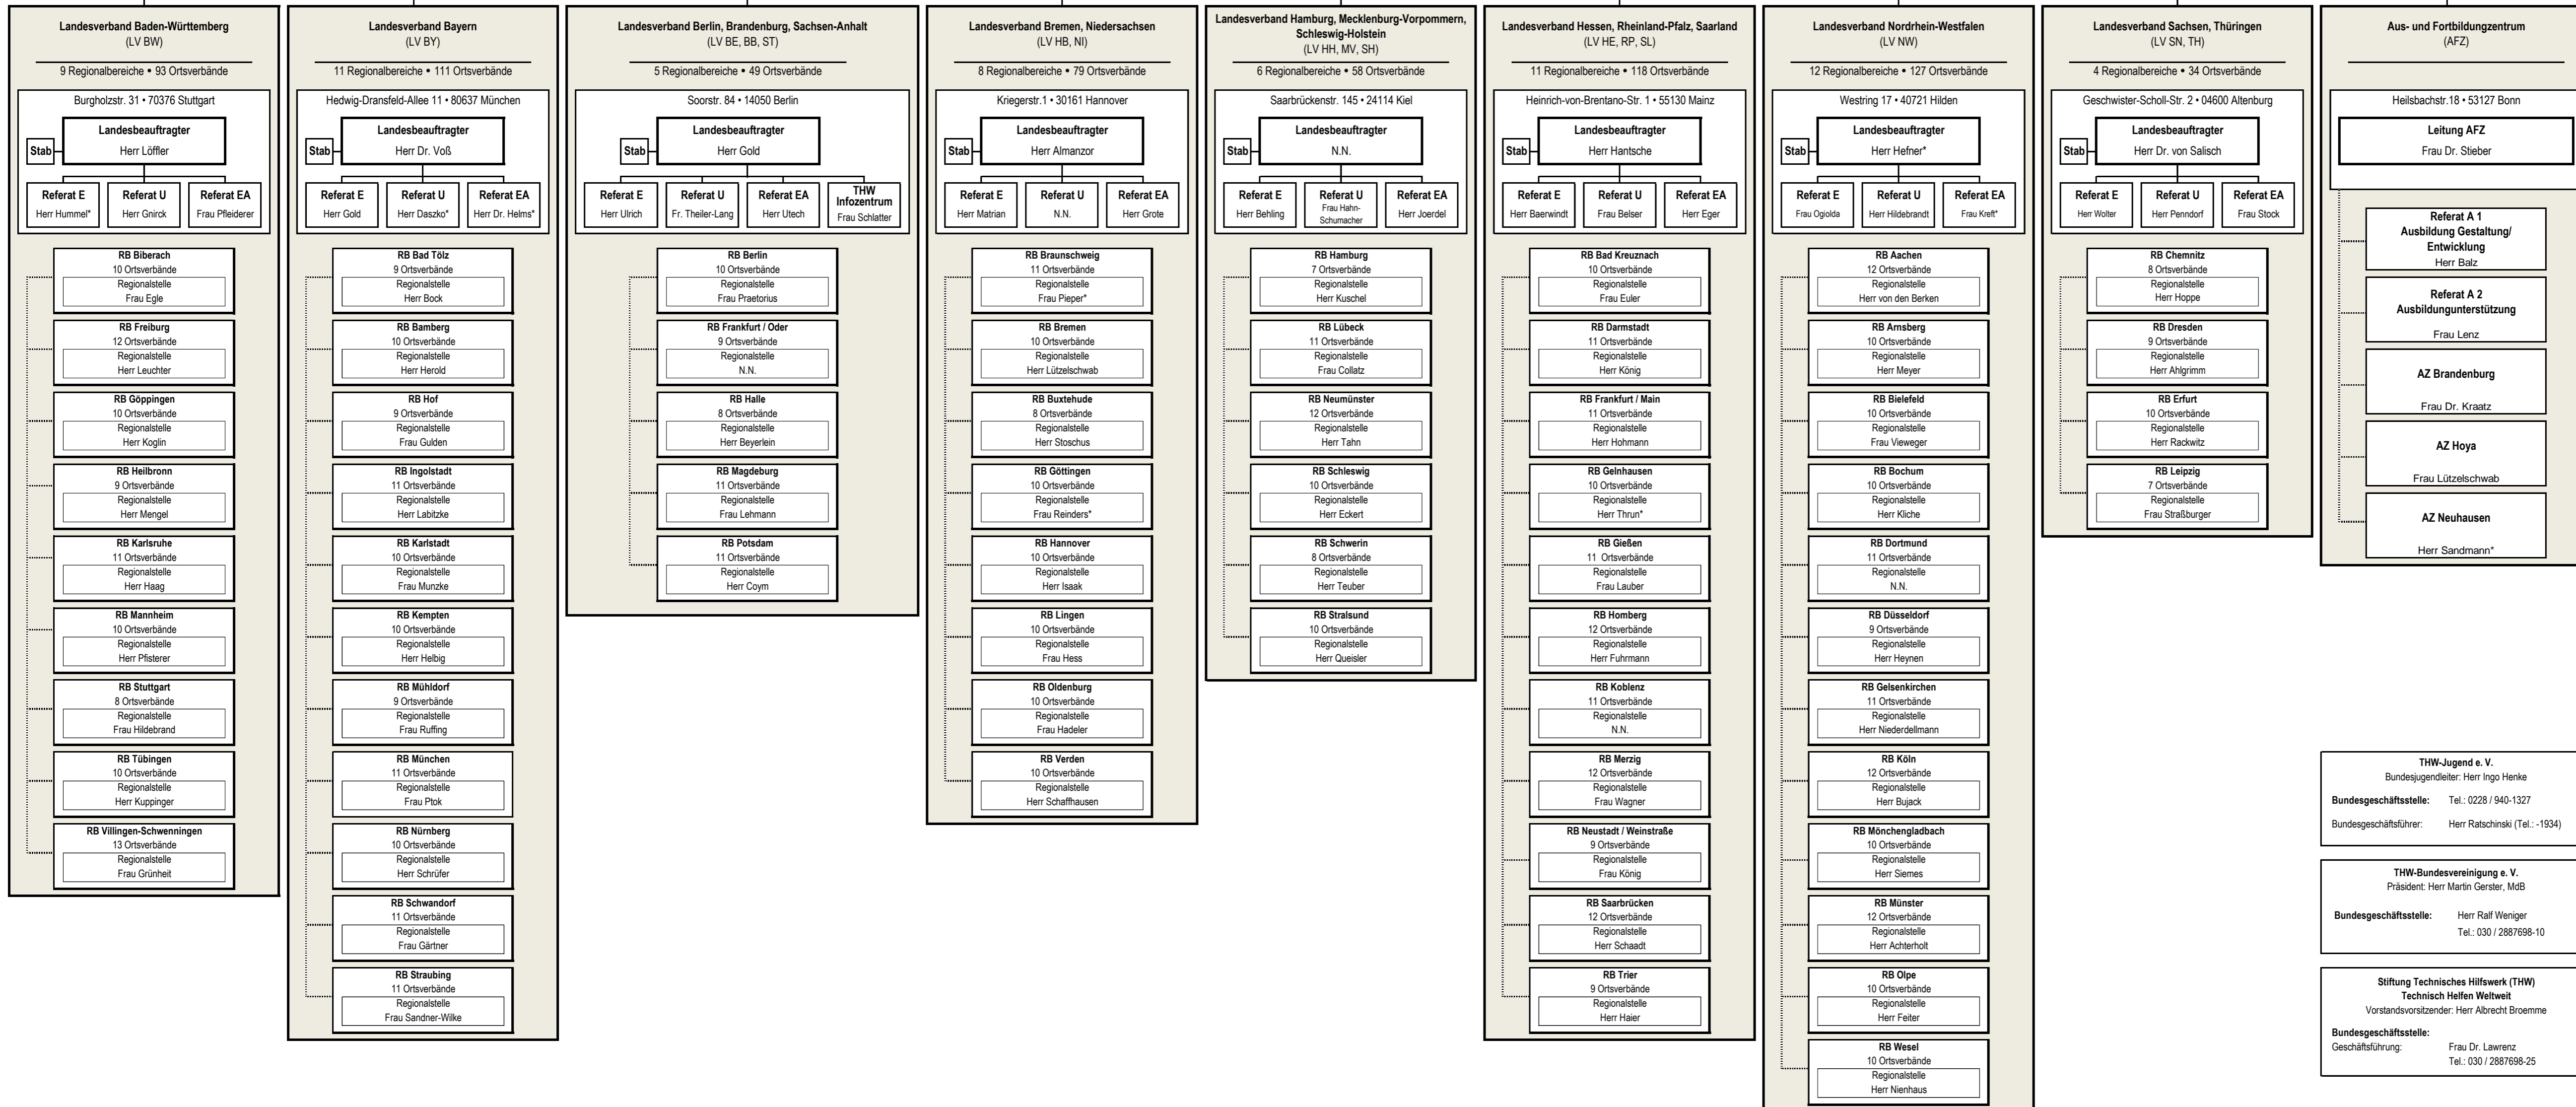 Landesverband Baden-Württemberg
(LV BW)
9 Regionalbereiche • 93 Ortsverbände
Burgholzstr. 31 • 70376 Stuttgart
Landesbeauftragter
Stab
Herr Löffler
Referat E
Herr Hummel*
Referat U
Herr Gnirck
Referat EA
Frau Pfleiderer
RB Biberach
10 Ortsverbände
Regionalstelle
Frau Egle
RB Freiburg
12 Ortsverbände
Regionalstelle
Herr Leuchter
RB Göppingen
10 Ortsverbände
Regionalstelle
Herr Koglin
RB Heilbronn
9 Ortsverbände
Regionalstelle
Herr Mengel
RB Karlsruhe
11 Ortsverbände
Regionalstelle
Herr Haag
RB Mannheim
10 Ortsverbände
Regionalstelle
Herr Pfisterer
RB Stuttgart
8 Ortsverbände
Regionalstelle
Frau Hildebrand
RB Tübingen
10 Ortsverbände
Regionalstelle
Herr Kuppinger
RB Villingen-Schwenningen
13 Ortsverbände
Regionalstelle
Frau Grünheit
Landesverband Bayern
(LV BY)
11 Regionalbereiche • 111 Ortsverbände
Hedwig-Dransfeld-Allee 11 • 80637 München
Landesbeauftragter
Stab
Herr Dr. Voß
Referat E
Herr Gold
Referat U
Herr Daszko*
Referat EA
Herr Dr. Helms*
RB Bad Tölz
9 Ortsverbände
Regionalstelle
Herr Bock
RB Bamberg
10 Ortsverbände
Regionalstelle
Herr Herold
RB Hof
9 Ortsverbände
Regionalstelle
Frau Gulden
RB Ingolstadt
11 Ortsverbände
Regionalstelle
Herr Labitzke
RB Karlstadt
10 Ortsverbände
Regionalstelle
Frau Munzke
RB Kempten
10 Ortsverbände
Regionalstelle
Herr Helbig
RB Mühldorf
9 Ortsverbände
Regionalstelle
Frau Ruffing
RB München
11 Ortsverbände
Regionalstelle
Frau Ptok
RB Nürnberg
10 Ortsverbände
Regionalstelle
Herr Schrüfer
RB Schwandorf
11 Ortsverbände
Regionalstelle
Frau Gärtner
RB Straubing
11 Ortsverbände
Regionalstelle
Frau Sandner-Wilke
Landesverband Berlin, Brandenburg, Sachsen-Anhalt
(LV BE, BB, ST)
5 Regionalbereiche • 49 Ortsverbände
Soorstr. 84 • 14050 Berlin
Landesbeauftragter
Stab
Herr Gold
Referat E
Herr Ulrich
Referat U
Fr. Theiler-Lang
Referat EA
Herr Utech
THW
Infozentrum
Frau Schlatter
RB Berlin
10 Ortsverbände
Regionalstelle
Frau Praetorius
RB Frankfurt / Oder
9 Ortsverbände
Regionalstelle
N.N.
RB Halle
8 Ortsverbände
Regionalstelle
Herr Beyerlein
RB Magdeburg
11 Ortsverbände
Regionalstelle
Frau Lehmann
RB Potsdam
11 Ortsverbände
Regionalstelle
Herr Coym
Landesverband Bremen, Niedersachsen
(LV HB, NI)
8 Regionalbereiche • 79 Ortsverbände
Kriegerstr.1 • 30161 Hannover
Landesbeauftragter
Stab
Herr Almanzor
Referat E
Herr Matrian
Referat U
N.N.
Referat EA
Herr Grote
RB Braunschweig
11 Ortsverbände
Regionalstelle
Frau Pieper*
RB Bremen
10 Ortsverbände
Regionalstelle
Herr Lützelschwab
RB Buxtehude
8 Ortsverbände
Regionalstelle
Herr Stoschus
RB Göttingen
10 Ortsverbände
Regionalstelle
Frau Reinders*
RB Hannover
10 Ortsverbände
Regionalstelle
Herr Isaak
RB Lingen
10 Ortsverbände
Regionalstelle
Frau Hess
RB Oldenburg
10 Ortsverbände
Regionalstelle
Frau Hadeler
RB Verden
10 Ortsverbände
Regionalstelle
Herr Schaffhausen
Landesverband Hamburg, Mecklenburg-Vorpommern,
Schleswig-Holstein
(LV HH, MV, SH)
6 Regionalbereiche • 58 Ortsverbände
Saarbrückenstr. 145 • 24114 Kiel
Landesbeauftragter
Stab
N.N.
Referat E
Herr Behling
Referat U
Frau Hahn-
Schumacher
Referat EA
Herr Joerdel
RB Hamburg
7 Ortsverbände
Regionalstelle
Herr Kuschel
RB Lübeck
11 Ortsverbände
Regionalstelle
Frau Collatz
RB Neumünster
12 Ortsverbände
Regionalstelle
Herr Tahn
RB Schleswig
10 Ortsverbände
Regionalstelle
Herr Eckert
RB Schwerin
8 Ortsverbände
Regionalstelle
Herr Teuber
RB Stralsund
10 Ortsverbände
Regionalstelle
Herr Queisler
Landesverband Hessen, Rheinland-Pfalz, Saarland
(LV HE, RP, SL)
11 Regionalbereiche • 118 Ortsverbände
Heinrich-von-Brentano-Str. 1 • 55130 Mainz
Landesbeauftragter
Stab
Herr Hantsche
Referat E
Herr Baerwindt
Referat U
Frau Belser
Referat EA
Herr Eger
RB Bad Kreuznach
10 Ortsverbände
Regionalstelle
Frau Euler
RB Darmstadt
11 Ortsverbände
Regionalstelle
Herr König
RB Frankfurt / Main
11 Ortsverbände
Regionalstelle
Herr Hohmann
RB Gelnhausen
10 Ortsverbände
Regionalstelle
Herr Thrun*
RB Gießen
11 Ortsverbände
Regionalstelle
Frau Lauber
RB Homberg
12 Ortsverbände
Regionalstelle
Herr Fuhrmann
RB Koblenz
11 Ortsverbände
Regionalstelle
N.N.
RB Merzig
12 Ortsverbände
Regionalstelle
Frau Wagner
RB Neustadt / Weinstraße
9 Ortsverbände
Regionalstelle
Frau König
RB Saarbrücken
12 Ortsverbände
Regionalstelle
Herr Schaadt
RB Trier
9 Ortsverbände
Regionalstelle
Herr Haier
Landesverband Nordrhein-Westfalen
(LV NW)
12 Regionalbereiche • 127 Ortsverbände
Westring 17 • 40721 Hilden
Landesbeauftragter
Stab
Herr Hefner*
Referat E
Frau Ogiolda
Referat U
Herr Hildebrandt
Referat EA
Frau Kreft*
RB Aachen
12 Ortsverbände
Regionalstelle
Herr von den Berken
RB Arnsberg
10 Ortsverbände
Regionalstelle
Herr Meyer
RB Bielefeld
10 Ortsverbände
Regionalstelle
Frau Vieweger
RB Bochum
10 Ortsverbände
Regionalstelle
Herr Kliche
RB Dortmund
11 Ortsverbände
Regionalstelle
N.N.
RB Düsseldorf
9 Ortsverbände
Regionalstelle
Herr Heynen
RB Gelsenkirchen
11 Ortsverbände
Regionalstelle
Herr Niederdellmann
RB Köln
12 Ortsverbände
Regionalstelle
Herr Bujack
RB Mönchengladbach
10 Ortsverbände
Regionalstelle
Herr Siemes
RB Münster
12 Ortsverbände
Regionalstelle
Herr Achterholt
RB Olpe
10 Ortsverbände
Regionalstelle
Herr Feiter
RB Wesel
10 Ortsverbände
Regionalstelle
Herr Nienhaus
Landesverband Sachsen, Thüringen
(LV SN, TH)
4 Regionalbereiche • 34 Ortsverbände
Geschwister-Scholl-Str. 2 • 04600 Altenburg
Landesbeauftragter
Stab
Herr Dr. von Salisch
Referat E
Herr Wolter
Referat U
Herr Penndorf
Referat EA
Frau Stock
RB Chemnitz
8 Ortsverbände
Regionalstelle
Herr Hoppe
RB Dresden
9 Ortsverbände
Regionalstelle
Herr Ahlgrimm
RB Erfurt
10 Ortsverbände
Regionalstelle
Herr Rackwitz
RB Leipzig
7 Ortsverbände
Regionalstelle
Frau Straßburger
Aus- und Fortbildungzentrum
(AFZ)
Heilsbachstr.18 • 53127 Bonn
Leitung AFZ
Frau Dr. Stieber
Referat A 1
Ausbildung Gestaltung/
Entwicklung
Herr Balz
Referat A 2
Ausbildungunterstützung
Frau Lenz
AZ Brandenburg
Frau Dr. Kraatz
AZ Hoya
Frau Lützelschwab
AZ Neuhausen
Herr Sandmann*
THW-Jugend e. V.
Bundesjugendleiter: Herr Ingo Henke
Bundesgeschäftsstelle: Tel.: 0228 / 940-1327
Bundesgeschäftsführer: Herr Ratschinski (Tel.: -1934)
THW-Bundesvereinigung e. V.
Präsident: Herr Martin Gerster, MdB
Bundesgeschäftsstelle: Herr Ralf Weniger
Tel.: 030 / 2887698-10
Stiftung Technisches Hilfswerk (THW)
Technisch Helfen Weltweit
Vorstandsvorsitzender: Herr Albrecht Broemme
Bundesgeschäftsstelle:
Geschäftsführung: Frau Dr. Lawrenz
Tel.: 030 / 2887698-25